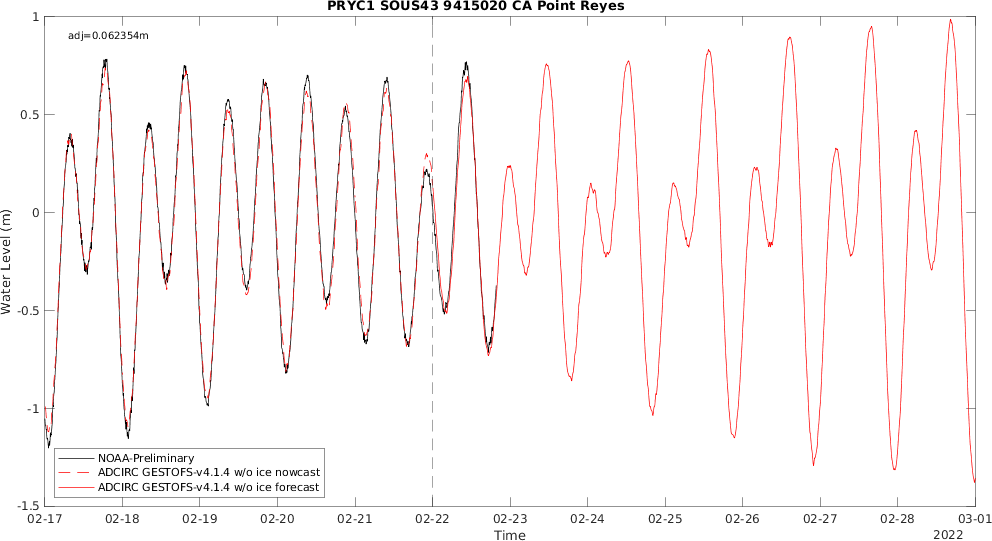 PRYC1 SOUS43 9415020 CA Point Reyes
adj=0.062354m
Water Level (m)
1
0.5
0
-0.5
-1
-1.5
NOAA-Preliminary
ADCIRC GESTOFS-v4.1.4 w/o ice nowcast
ADCIRC GESTOFS-v4.1.4 w/o ice forecast
02-17 02-18 02-19 02-20 02-21 02-22 02-23 02-24 02-25 02-26 02-27 02-28 03-01
Time
2022